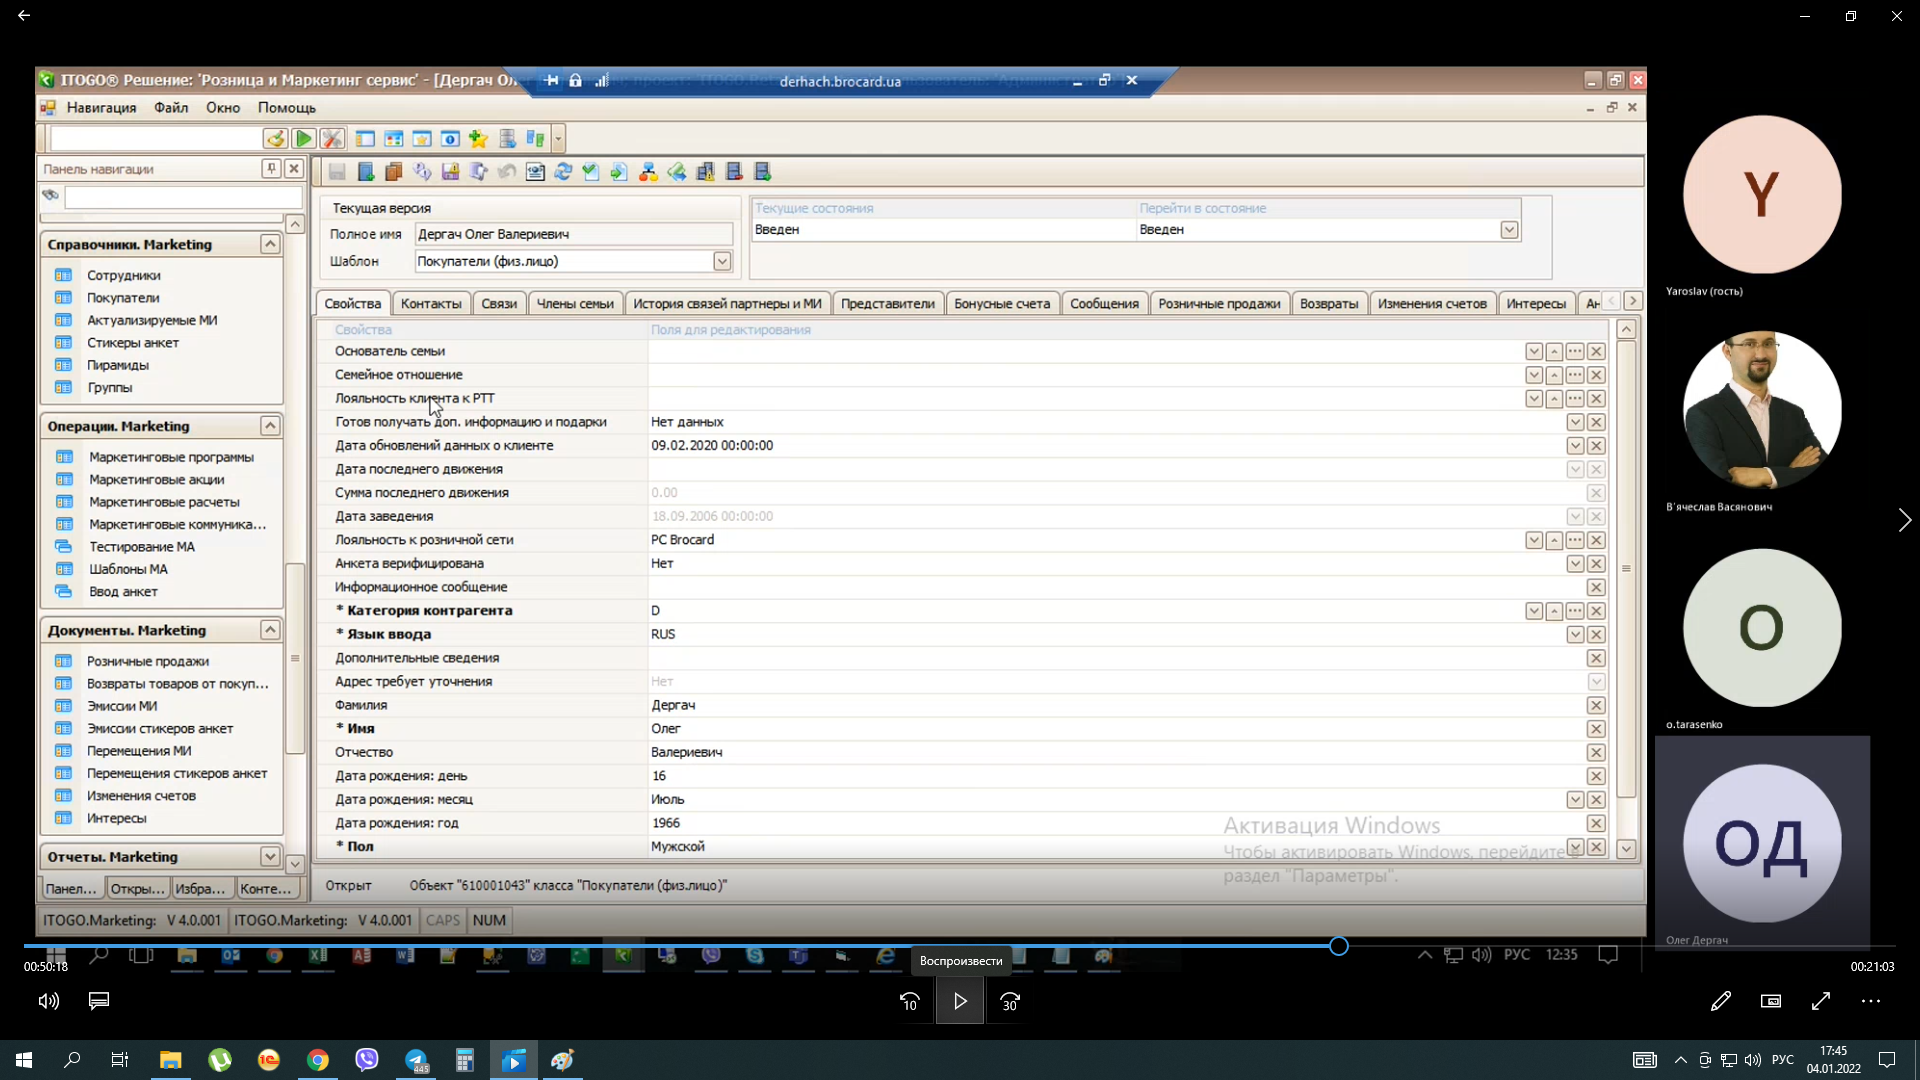 ITOGO® Решение: 'Розница и Маркетинг сервис' - [Дергач Ол
derhach.brocard.ua
Навигация Файл Окно Помощь
Панель навигации
Справочники. Marketing
Сотрудники
Покупатели
Актуализируемые МИ
Стикеры анкет
Пирамиды
Группы
Операции. Marketing
Маркетинговые программы
Маркетинговые акции
Маркетинговые расчеты
Маркетинговые коммуника...
Тестирование МА
Шаблоны МА
Ввод анкет
Документы. Marketing
Розничные продажи
Возвраты товаров от покуп...
Эмиссии МИ
Эмиссии стикеров анкет
Перемещения МИ
Перемещения стикеров анкет
Изменения счетов
Интересы
Отчеты. Marketing
Панел... Откры... Избра... Конте...
Текущая версия
Полное имя Дергач Олег Валериевич
Шаблон Покупатели (физ.лицо)
Текущие состояния Перейти в состояние
Введен Введен
Свойства Контакты Связи Члены семьи История связей партнеры и МИ Представители Бонусные счета Сообщения Розничные продажи Возвраты Изменения счетов Интересы Ан
Свойства Поля для редактирования
Основатель семьи
Семейное отношение
Лояльность клиента к РТТ
Готов получать доп. информацию и подарки Нет данных
Дата обновлений данных о клиенте 09.02.2020 00:00:00
Дата последнего движения
Сумма последнего движения 0.00
Дата заведения 18.09.2006 00:00:00
Лояльность к розничной сети РС Brocard
Анкета верифицирована Нет
Информационное сообщение
* Категория контрагента D
* Язык ввода RUS
Дополнительные сведения
Адрес требует уточнения Нет
Фамилия Дергач
* Имя Олег
Отчество Валериевич
Дата рождения: день 16
Дата рождения: месяц Июль
Дата рождения: год 1966
* Пол Мужской
Активация Windows
Чтобы активировать Windows, перейдите в
раздел "Параметры".
Открыт Объект "610001043" класса "Покупатели (физ.лицо)"
ITOGO.Marketing: V 4.0.001 ITOGO.Marketing: V 4.0.001 CAPS NUM
Y
Yaroslav (гость)
В'ячеслав Васянович
O
o.tarasenko
ОД
Олег Дергач
РУС 12:35
00:50:18
Воспроизвести
00:21:03
10
30
445
РУС
17:45
04.01.2022